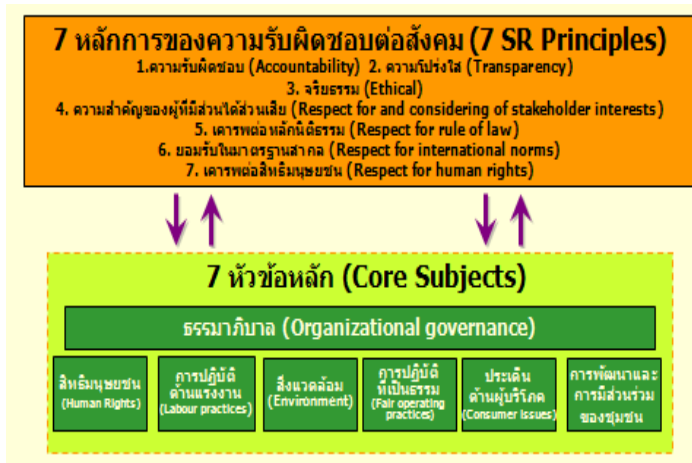 7 หลักการของความรับผิดชอบต่อสังคม (7 SR Principles)
1.ความรับผิดชอบ (Accountability) 2. ความโปร่งใส (Transparency)
3. จริยธรรม (Ethical)
4. ความสำคัญของผู้ที่มีส่วนได้ส่วนเสีย (Respect for and considering of stakeholder interests)
5. เคารพต่อหลักนิติธรรม (Respect for rule of law)
6. ยอมรับในมาตรฐานสากล (Respect for international norms)
7. เคารพต่อสิทธิมนุษยชน (Respect for human rights)
7 หัวข้อหลัก (Core Subjects)
ธรรมาภิบาล (Organizational governance)
สิทธิมนุษยชน
(Human Rights)
การปฏิบัติ
ด้านแรงงาน
(Labour practices)
สิ่งแวดล้อม
(Environment)
การปฏิบัติ
ที่เป็นธรรม
(Fair operating
practices)
ประเด็น
ด้านผู้บริโภค
(Consumer issues)
การพัฒนาและ
การมีส่วนร่วม
ของชุมชน